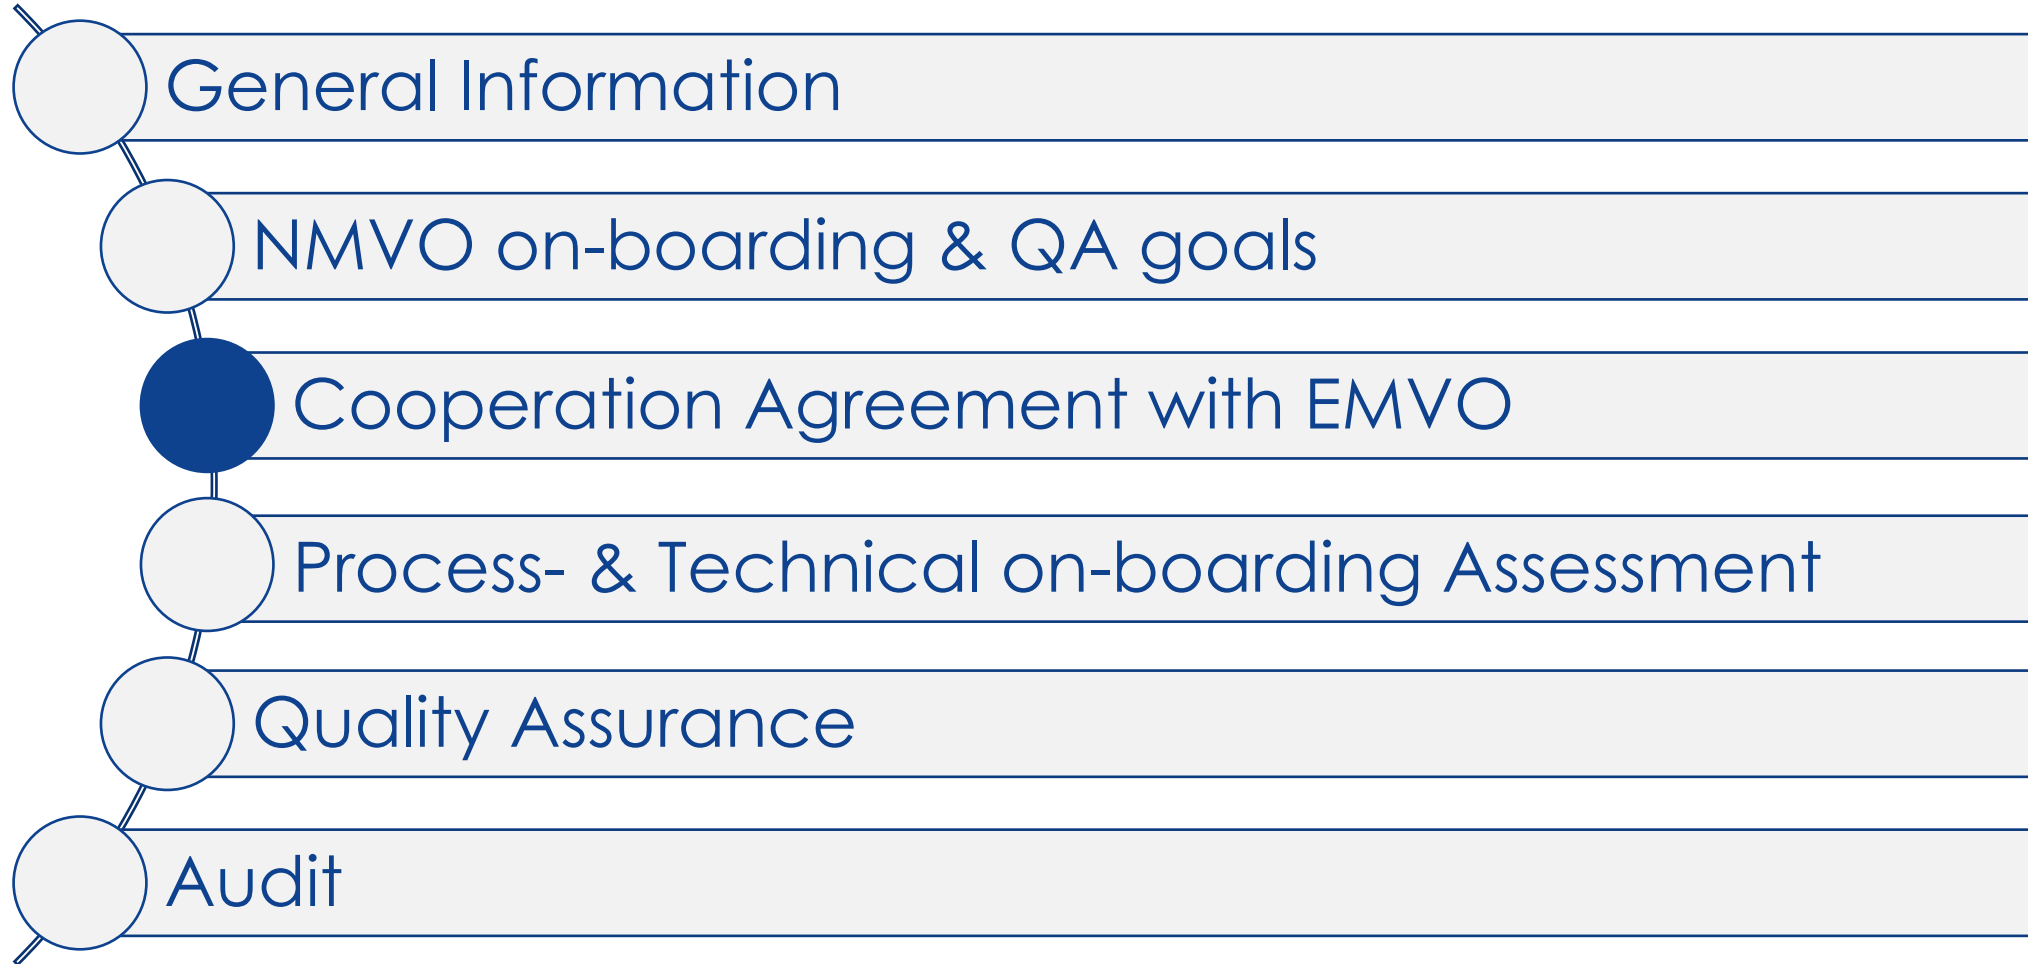 General Information
NMVO on-boarding & QA goals
Cooperation Agreement with EMVO
Process- & Technical on-boarding Assessment
Quality Assurance
Audit